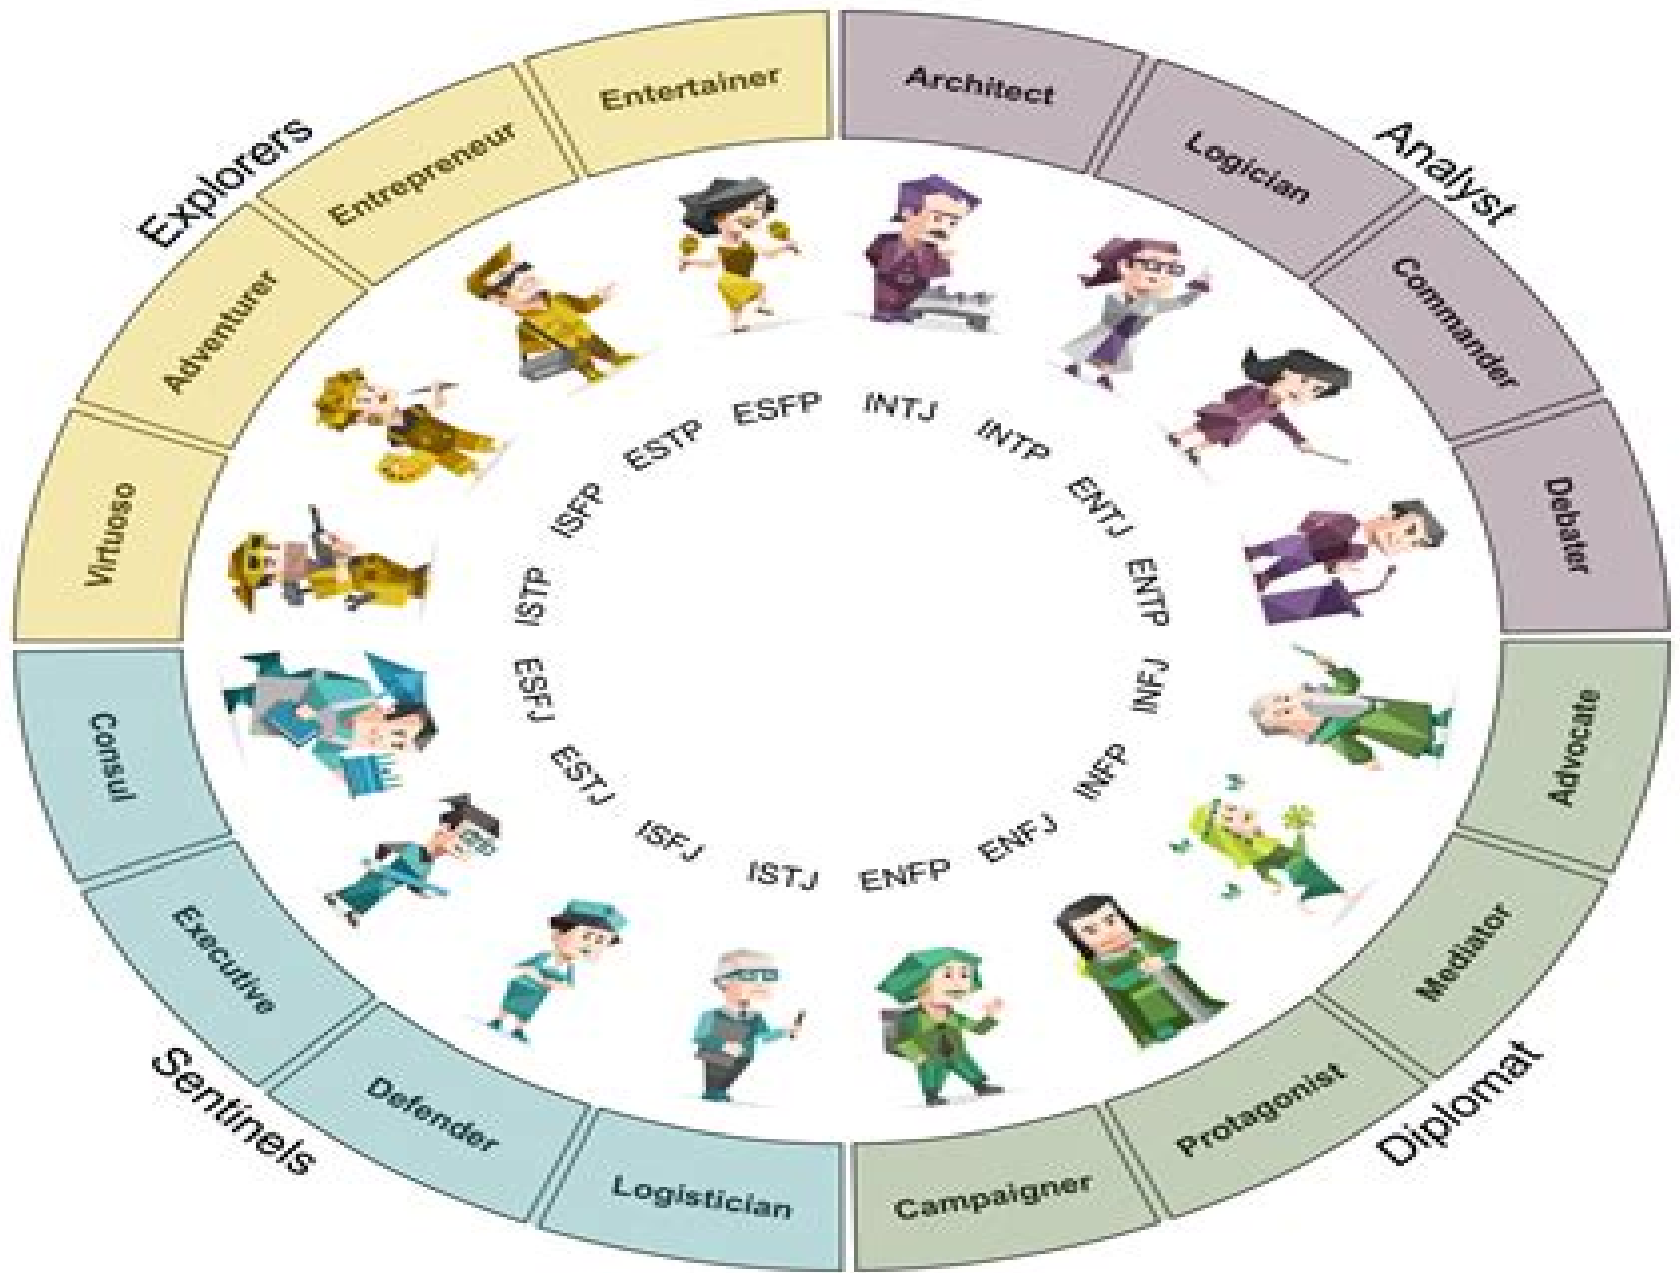 Explorers
Analyst
Sentinels
Diplomat
Architect
Logician
Commander
Debater
Advocate
Mediator
Protagonist
Campaigner
Logistician
Defender
Executive
Consul
Virtuoso
Adventurer
Entrepreneur
Entertainer
INTJ
INTP
ENTJ
ENTP
INFJ
INFP
ENFJ
ENFP
ISTJ
ISFJ
ESTJ
ESFJ
ISTP
ISFP
ESTP
ESFP